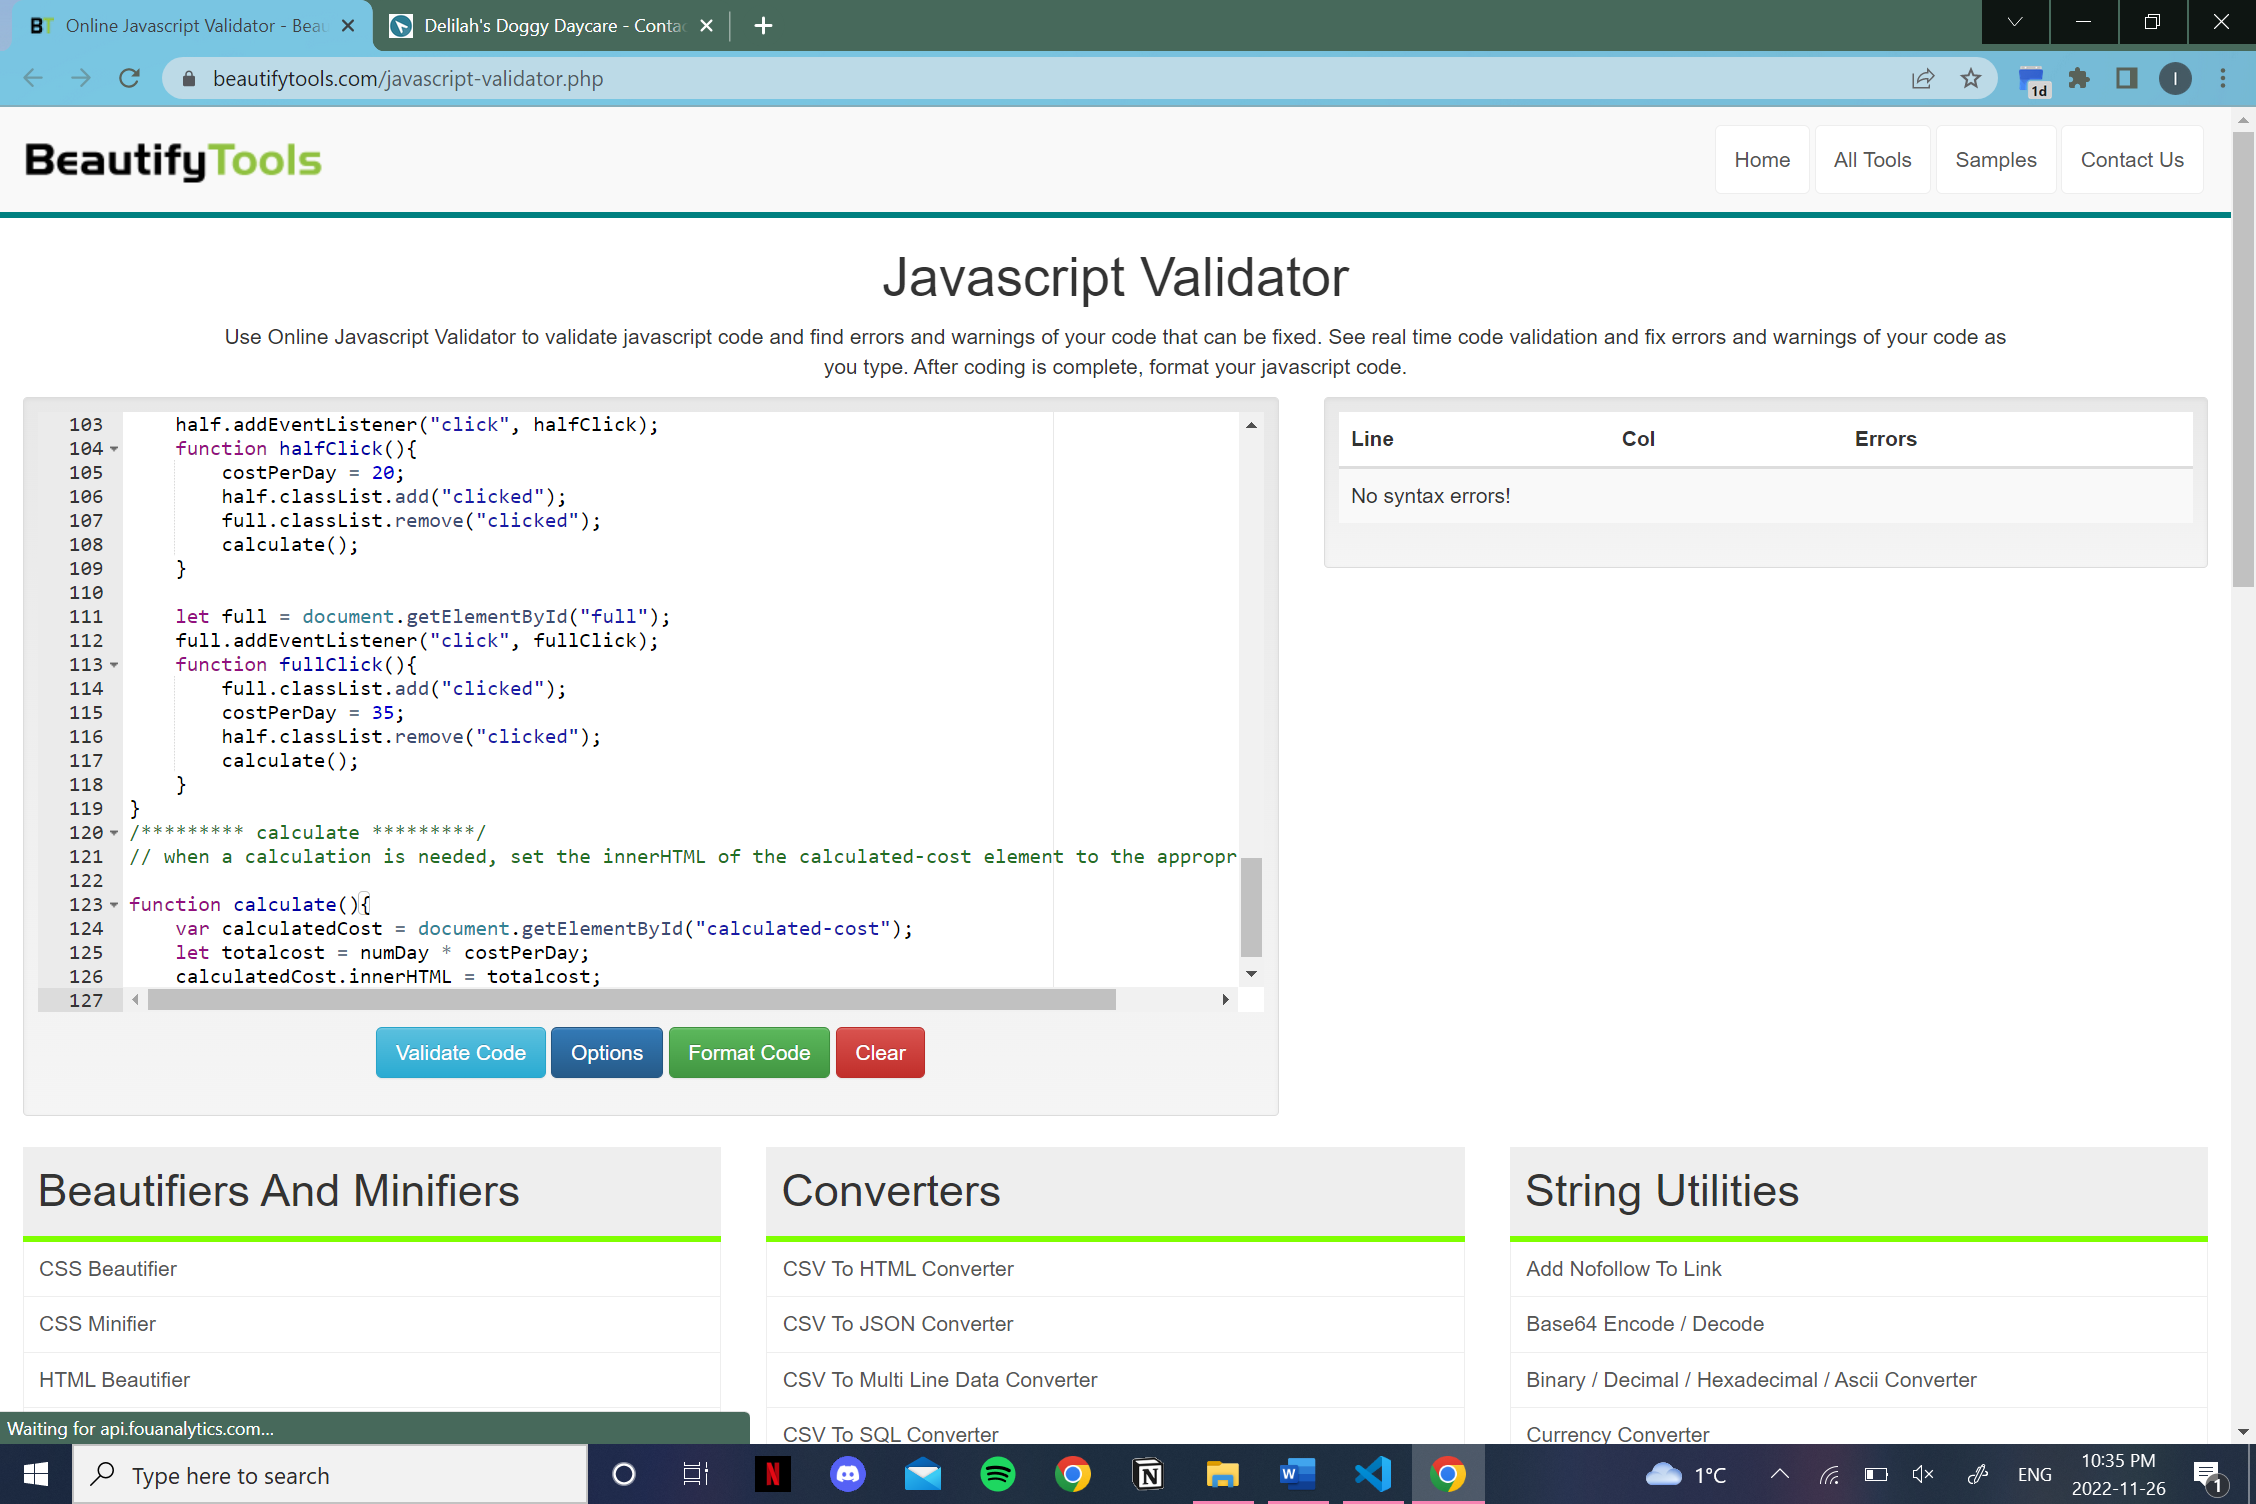 BT Online Javascript Validator - Beau
Delilah's Doggy Daycare - Contac
beautifytools.com/javascript-validator.php
1d
I
BeautifyTools
Home
All Tools
Samples
Contact Us
Javascript Validator
Use Online Javascript Validator to validate javascript code and find errors and warnings of your code that can be fixed. See real time code validation and fix errors and warnings of your code as
you type. After coding is complete, format your javascript code.
103 half.addEventListener("click", halfClick);
104 function halfClick(){
105 costPerDay = 20;
106 half.classList.add("clicked");
107 full.classList.remove("clicked");
108 calculate();
109 }
110
111 let full = document.getElementById("full");
112 full.addEventListener("click", fullClick);
113 function fullClick(){
114 full.classList.add("clicked");
115 costPerDay = 35;
116 half.classList.remove("clicked");
117 calculate();
118 }
119 }
120 /********* calculate *********/
121 // when a calculation is needed, set the innerHTML of the calculated-cost element to the appropr
122
123 function calculate(){
124 var calculatedCost = document.getElementById("calculated-cost");
125 let totalcost = numDay * costPerDay;
126 calculatedCost.innerHTML = totalcost;
127
Line Col Errors
No syntax errors!
Validate Code
Options
Format Code
Clear
Beautifiers And Minifiers
CSS Beautifier
CSS Minifier
HTML Beautifier
Converters
CSV To HTML Converter
CSV To JSON Converter
CSV To Multi Line Data Converter
CSV To SQL Converter
String Utilities
Add Nofollow To Link
Base64 Encode / Decode
Binary / Decimal / Hexadecimal / Ascii Converter
Currency Converter
Waiting for api.fouanalytics.com...
Type here to search
1°C
ENG
10:35 PM
2022-11-26
1